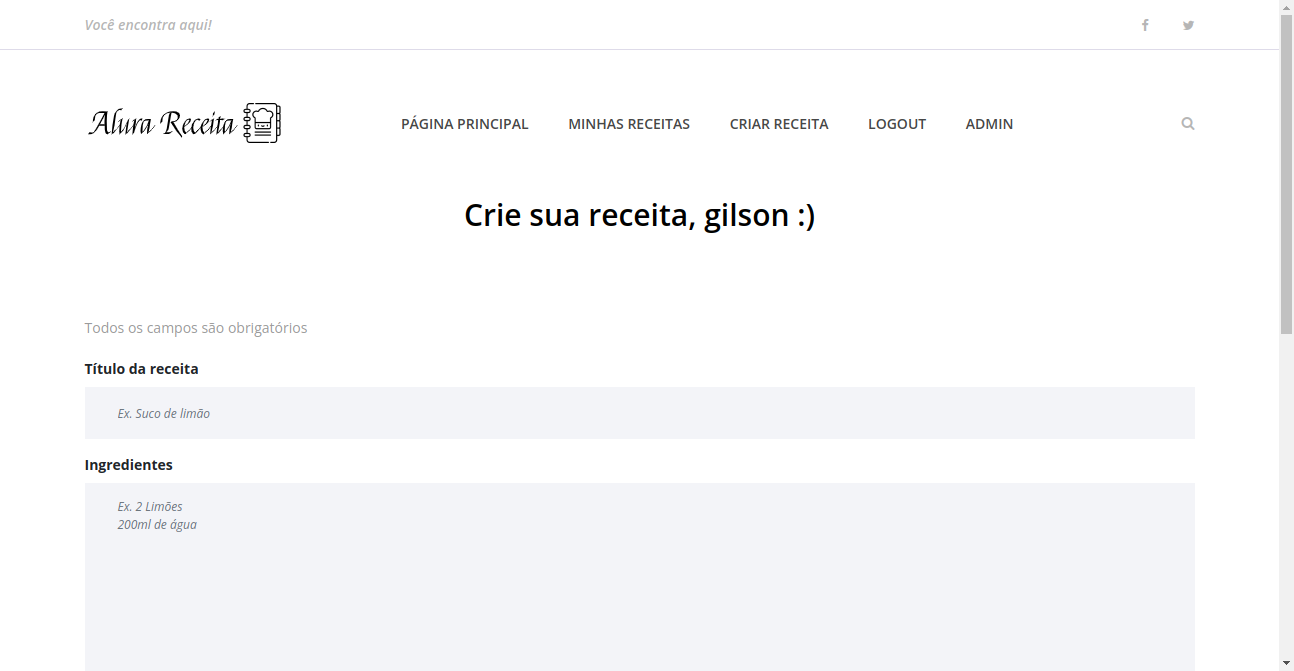 Você encontra aqui!
Alura Receita
PÁGINA PRINCIPAL MINHAS RECEITAS CRIAR RECEITA LOGOUT ADMIN
Crie sua receita, gilson :)
Todos os campos são obrigatórios
Título da receita
Ex. Suco de limão
Ingredientes
Ex. 2 Limões
200ml de água